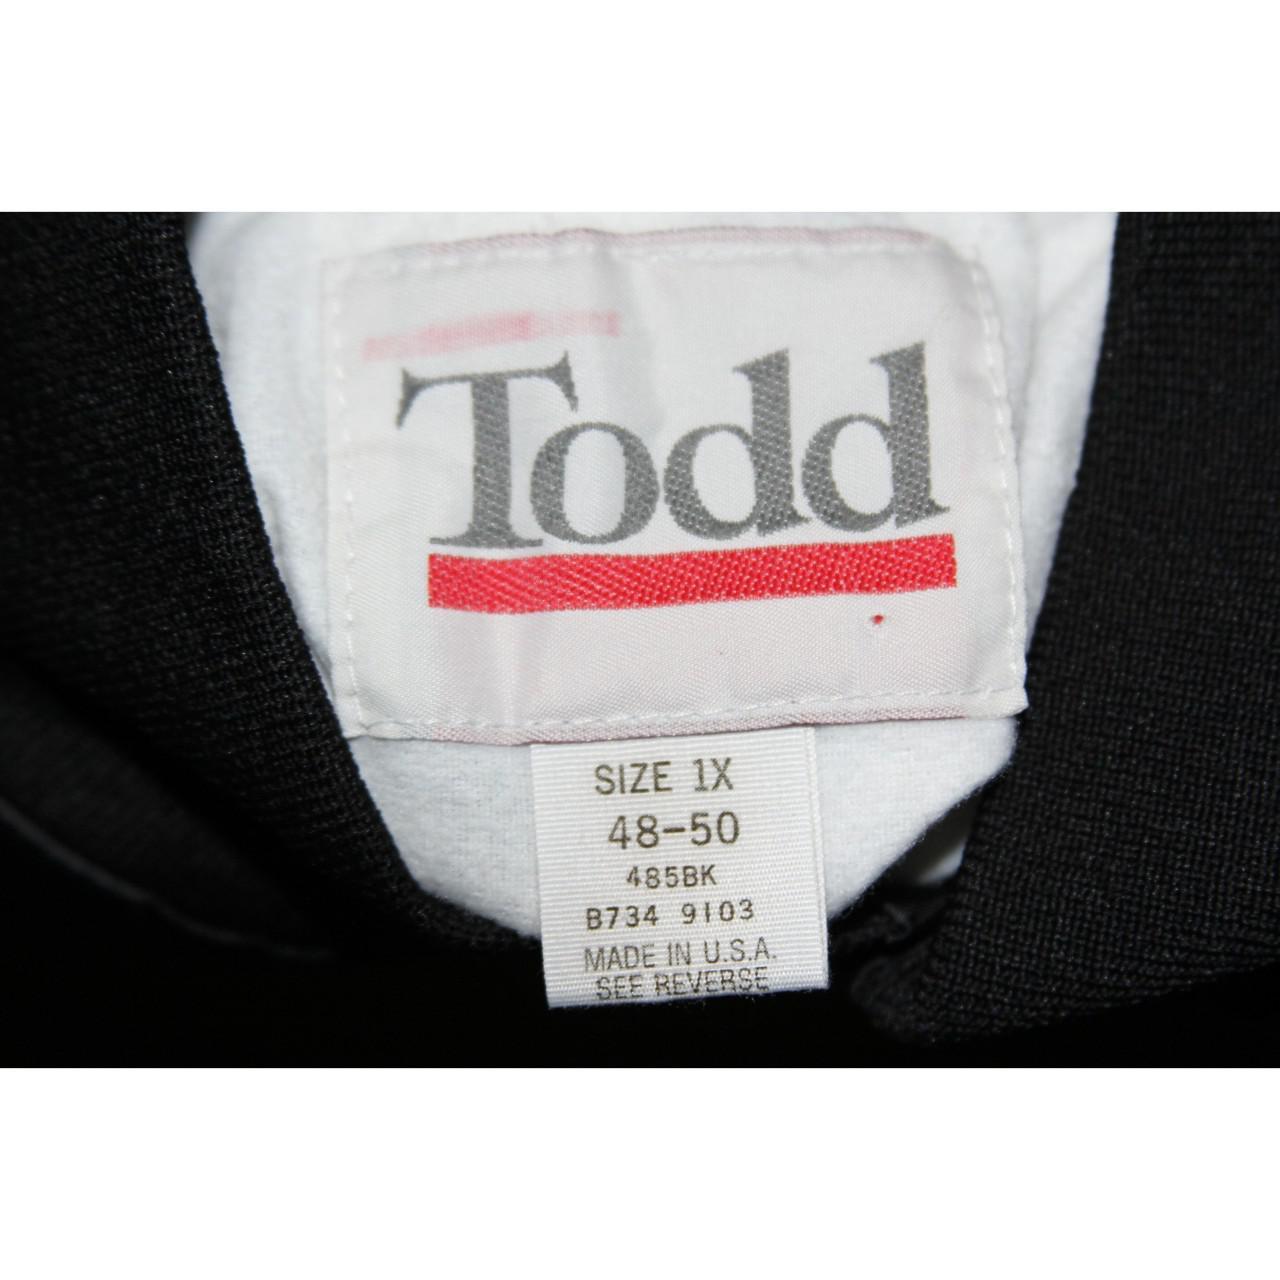 Todd
SIZE 1X
48-50
485BK
B734 9103
MADE IN U.S.A.
SEE REVERSE